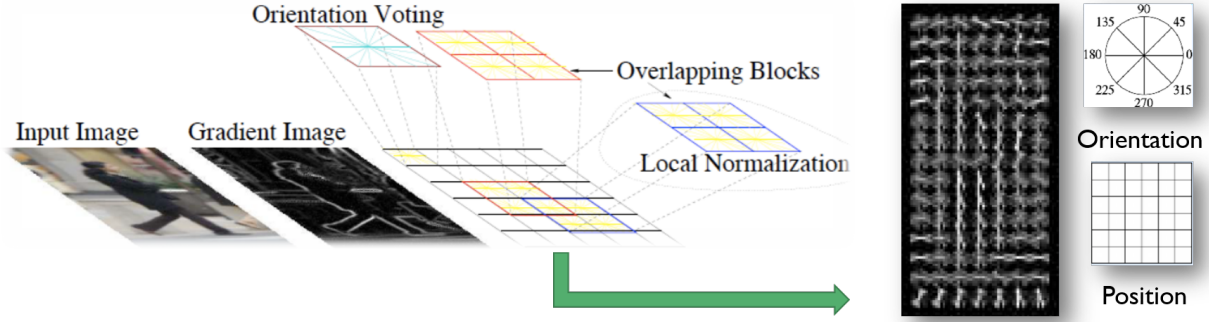 Orientation Voting
Overlapping Blocks
Input Image
Gradient Image
Local Normalization
90
135
45
180
0
225
315
270
Orientation
Position